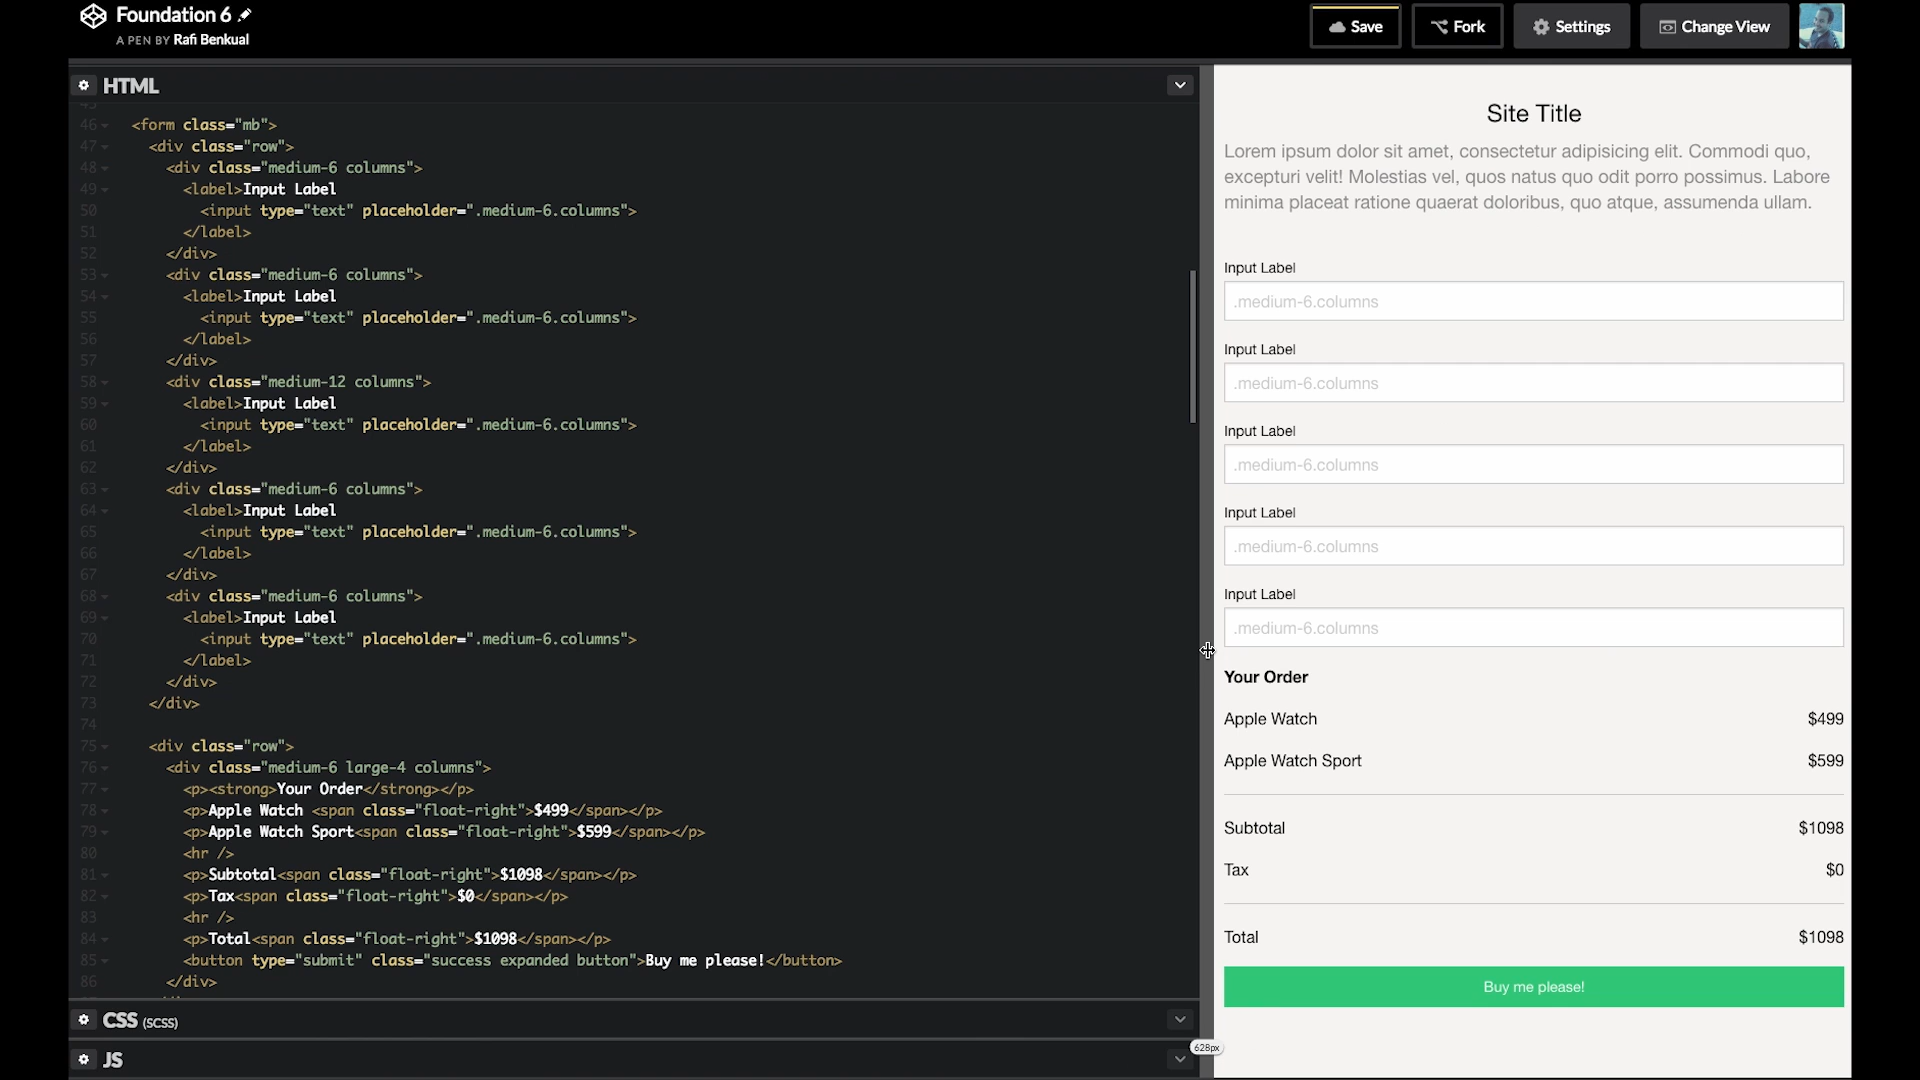 Foundation 6
A PEN BY Rafi Benkual
Save
Fork
Settings
Change View
HTML
45
46 <form class="mb">
47 <div class="row">
48 <div class="medium-6 columns">
49 <label>Input Label
50 <input type="text" placeholder=".medium-6.columns">
51 </label>
52 </div>
53 <div class="medium-6 columns">
54 <label>Input Label
55 <input type="text" placeholder=".medium-6.columns">
56 </label>
57 </div>
58 <div class="medium-12 columns">
59 <label>Input Label
60 <input type="text" placeholder=".medium-6.columns">
61 </label>
62 </div>
63 <div class="medium-6 columns">
64 <label>Input Label
65 <input type="text" placeholder=".medium-6.columns">
66 </label>
67 </div>
68 <div class="medium-6 columns">
69 <label>Input Label
70 <input type="text" placeholder=".medium-6.columns">
71 </label>
72 </div>
73 </div>
74
75 <div class="row">
76 <div class="medium-6 large-4 columns">
77 <p><strong>Your Order</strong></p>
78 <p>Apple Watch <span class="float-right">$499</span></p>
79 <p>Apple Watch Sport<span class="float-right">$599</span></p>
80 <hr />
81 <p>Subtotal<span class="float-right">$1098</span></p>
82 <p>Tax<span class="float-right">$0</span></p>
83 <hr />
84 <p>Total<span class="float-right">$1098</span></p>
85 <button type="submit" class="success expanded button">Buy me please!</button>
86 </div>
CSS (SCSS)
JS
628px
Site Title
Lorem ipsum dolor sit amet, consectetur adipisicing elit. Commodi quo,
excepturi velit! Molestias vel, quos natus quo odit porro possimus. Labore
minima placeat ratione quaerat doloribus, quo atque, assumenda ullam.
Input Label
.medium-6.columns
Input Label
.medium-6.columns
Input Label
.medium-6.columns
Input Label
.medium-6.columns
Input Label
.medium-6.columns
Your Order
Apple Watch $499
Apple Watch Sport $599
Subtotal $1098
Tax $0
Total $1098
Buy me please!